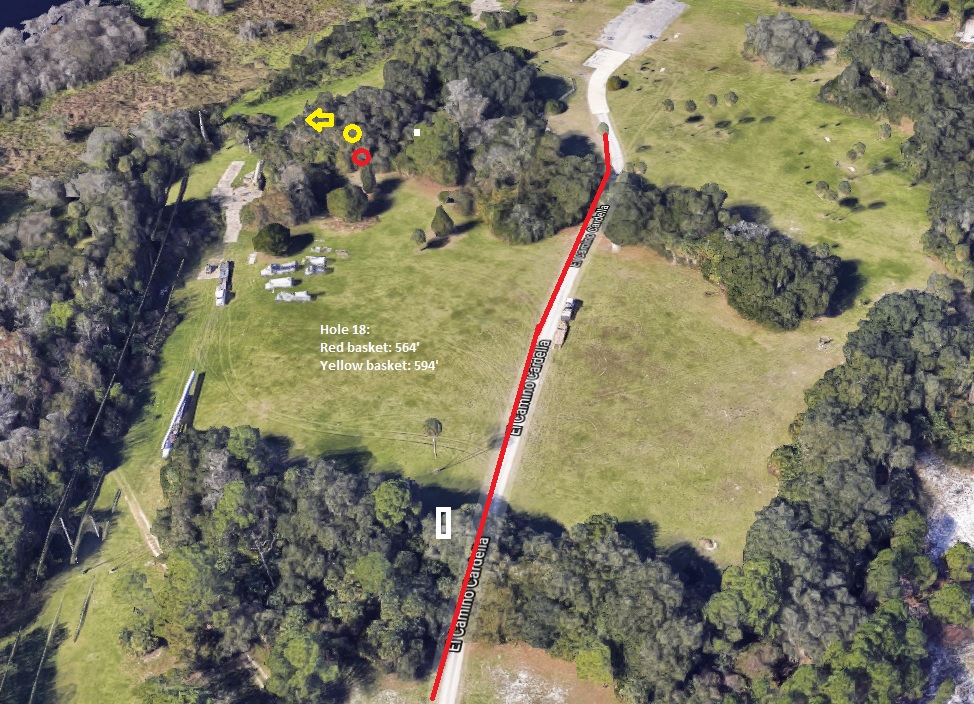 El Camino Cardella
Hole 18:
Red basket: 564'
Yellow basket: 594'
El Camino Cardella
El Camino Cardella